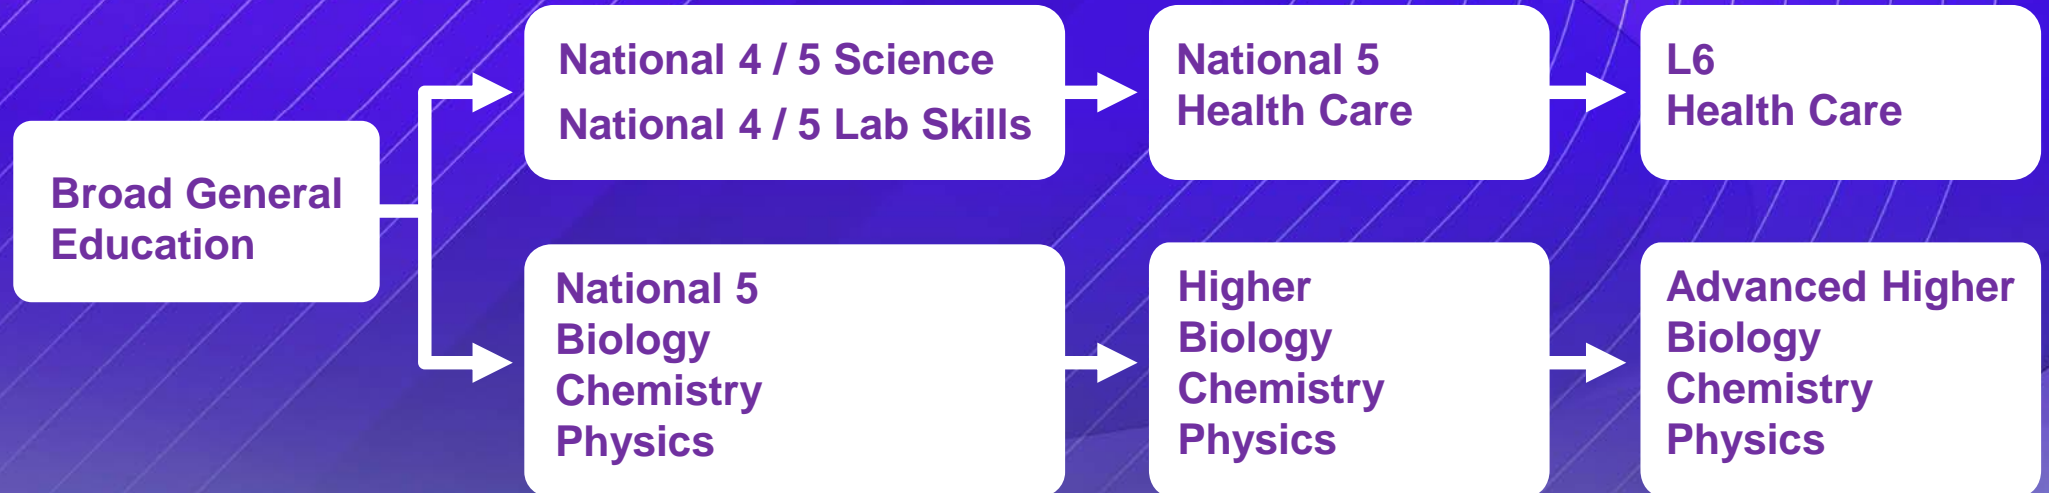 Broad General
Education
National 4 / 5 Science
National 4 / 5 Lab Skills
National 5
Health Care
L6
Health Care
National 5
Biology
Chemistry
Physics
Higher
Biology
Chemistry
Physics
Advanced Higher
Biology
Chemistry
Physics